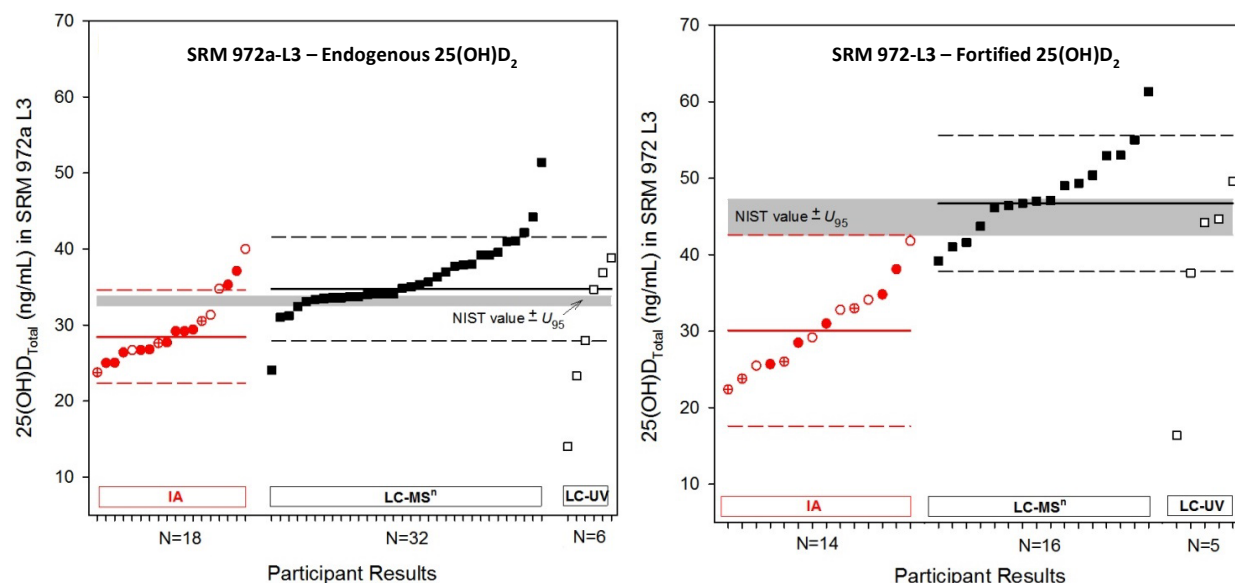 SRM 972a-L3 – Endogenous 25(OH)D₂
25(OH)D_Total (ng/mL) in SRM 972a L3
70
60
50
40
30
20
10
NIST value ± U₉₅
IA
LC-MSⁿ
LC-UV
N=18
N=32
N=6
Participant Results
SRM 972-L3 – Fortified 25(OH)D₂
25(OH)D_Total (ng/mL) in SRM 972 L3
70
60
50
40
30
20
10
NIST value ± U₉₅
IA
LC-MSⁿ
LC-UV
N=14
N=16
N=5
Participant Results